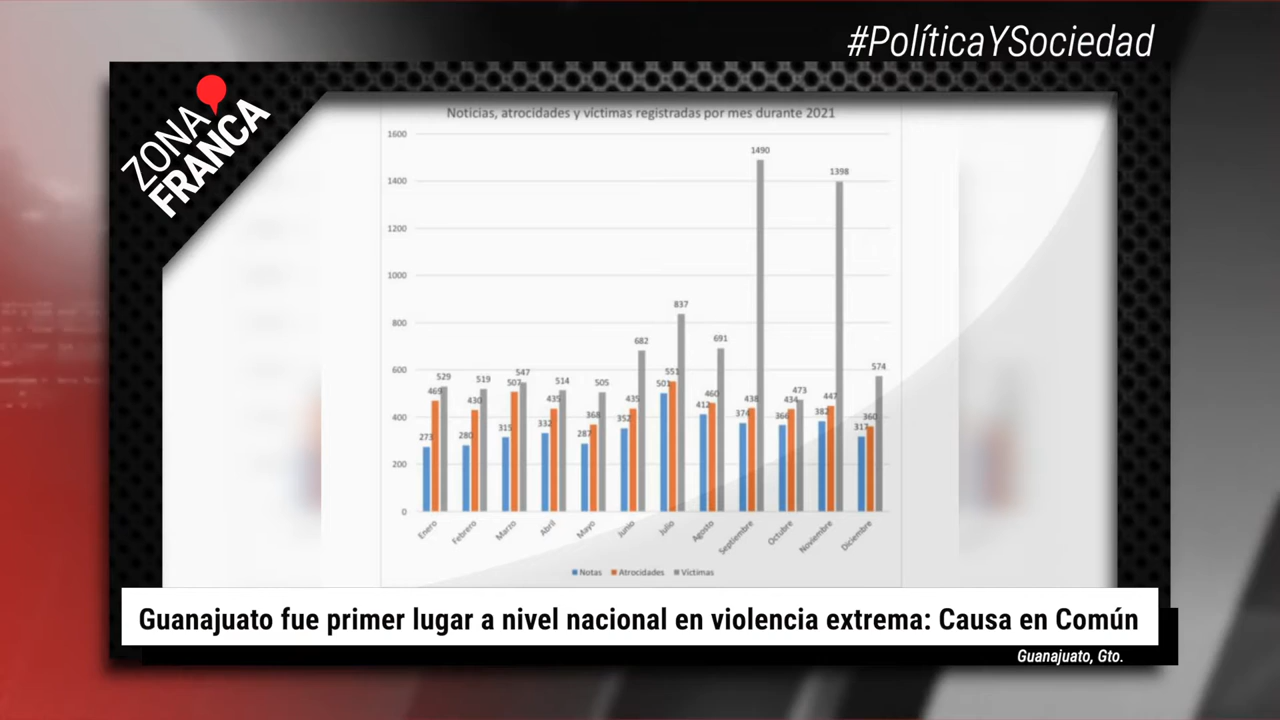 #PolíticaYSociedad
ZONA
FRANCA
Noticias, atrocidades y víctimas registradas por mes durante 2021
1600
1400
1200
1000
800
600
400
200
0
273 469 529
280 430 519
315 507 547
332 435 514
287 368 505
352 435 682
501 551 837
412 460 691
374 438 1490
366 434 473
382 447 1398
317 360 574
Enero Febrero Marzo Abril Mayo Junio Julio Agosto Septiembre Octubre Noviembre Diciembre
Notas Atrocidades Víctimas
Guanajuato fue primer lugar a nivel nacional en violencia extrema: Causa en Común
Guanajuato, Gto.